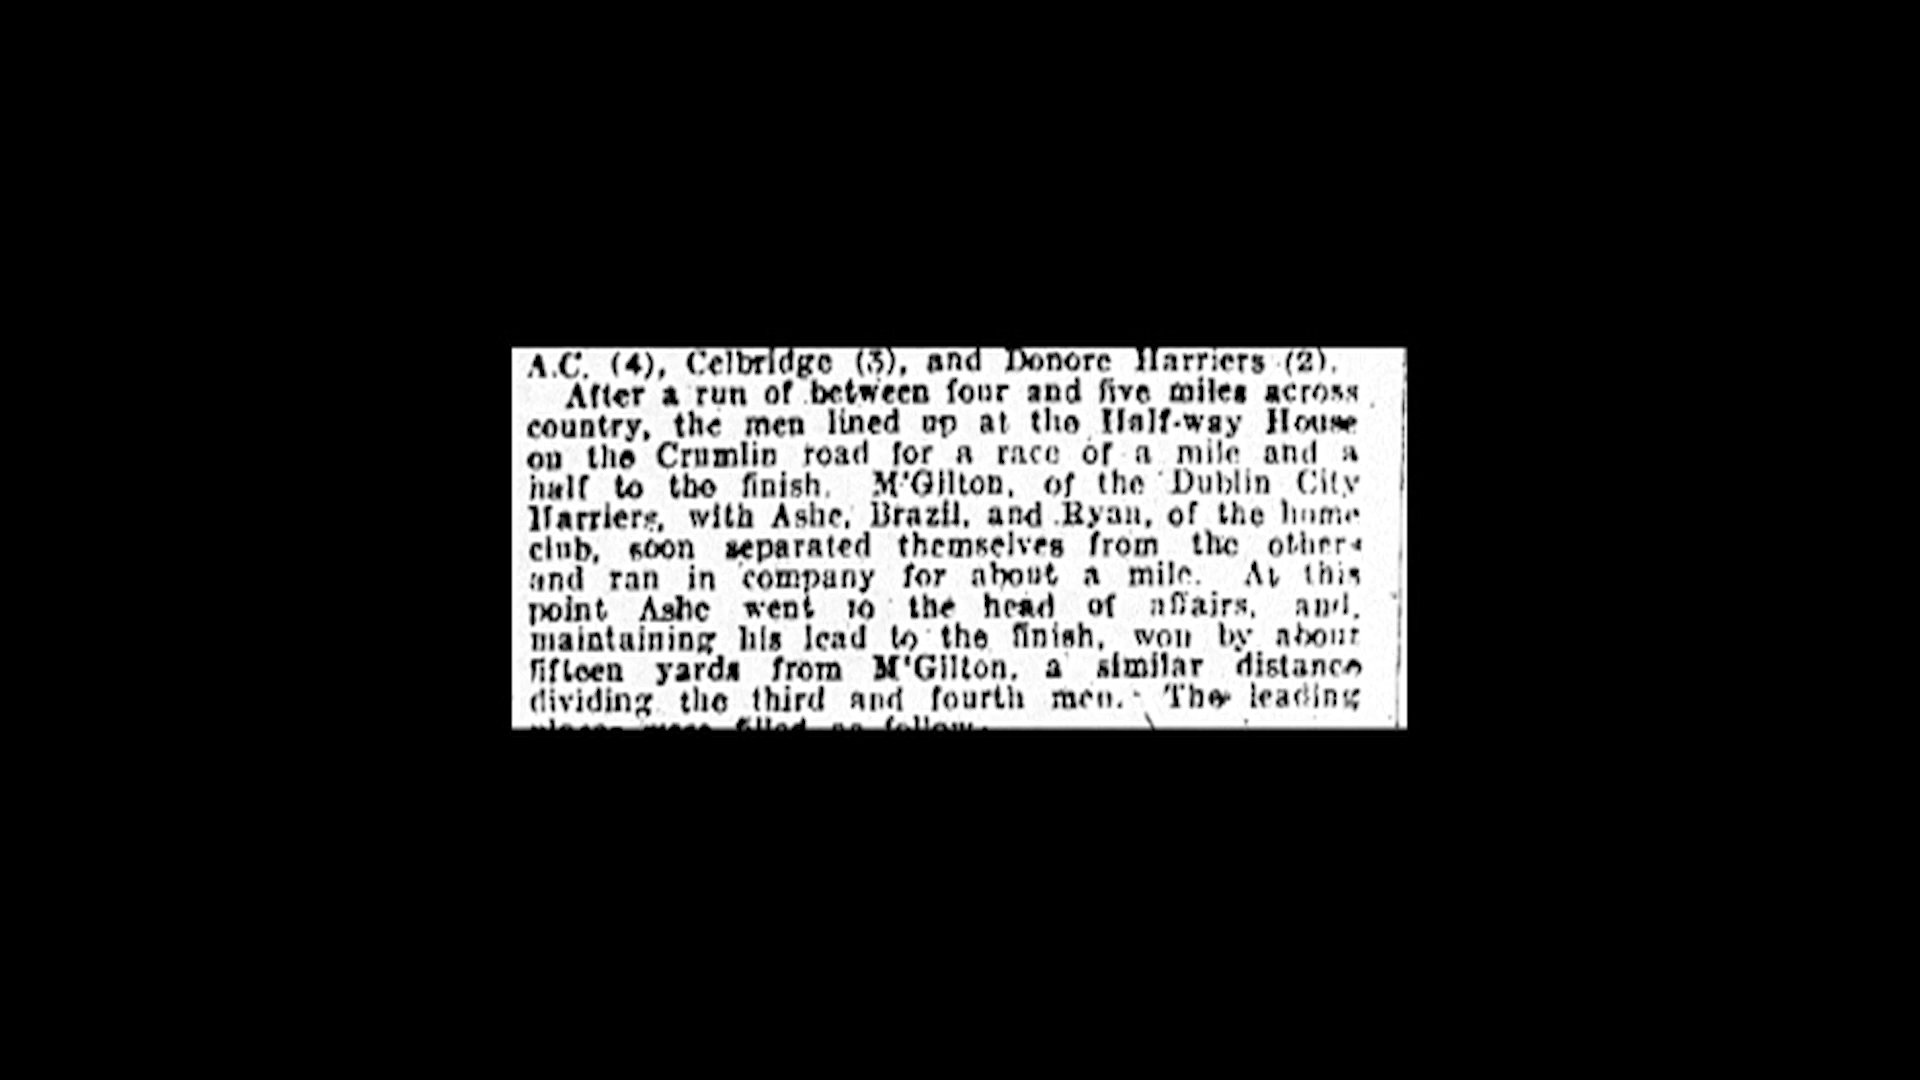 A.C. (4), Celbridge (3), and Donore Harriers (2).
After a run of between four and five miles across
country, the men lined up at the Half-way House
on the Crumlin road for a race of a mile and a
half to the finish. M'Gilton, of the Dublin City
Harriers, with Ashe, Brazil, and Ryan, of the home
club, soon separated themselves from the others
and ran in company for about a mile. At this
point Ashe went to the head of affairs, and,
maintaining his lead to the finish, won by about
fifteen yards from M'Gilton, a similar distance
dividing the third and fourth men. The leading
places were filled as follow: